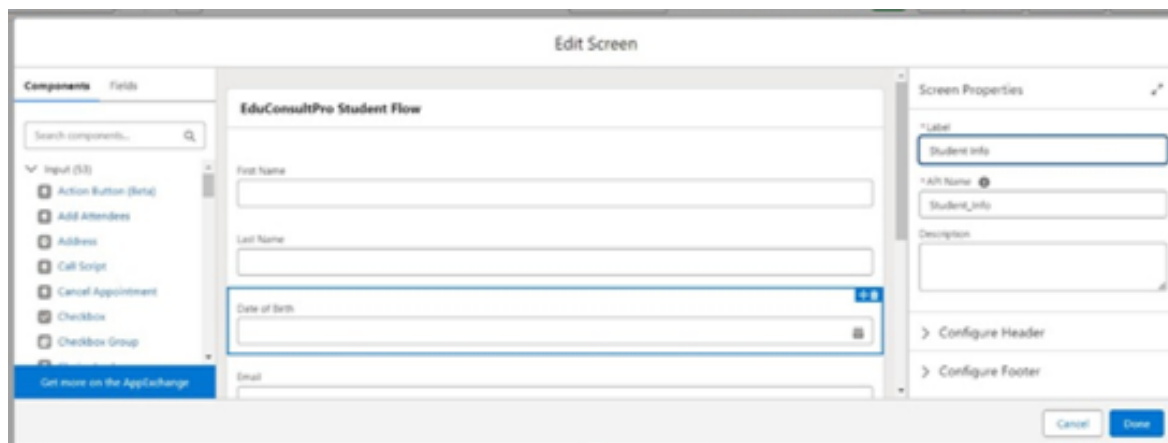 Edit Screen
Components Fields
Search components...
Input (53)
Action Button (Beta)
Add Attendees
Address
Call Script
Cancel Appointment
Checkbox
Checkbox Group
Get more on the AppExchange
EduConsultPro Student Flow
First Name
Last Name
Date of Birth
Email
Screen Properties
*Label
Student Info
*API Name
Student_Info
Description
Configure Header
Configure Footer
Cancel Done